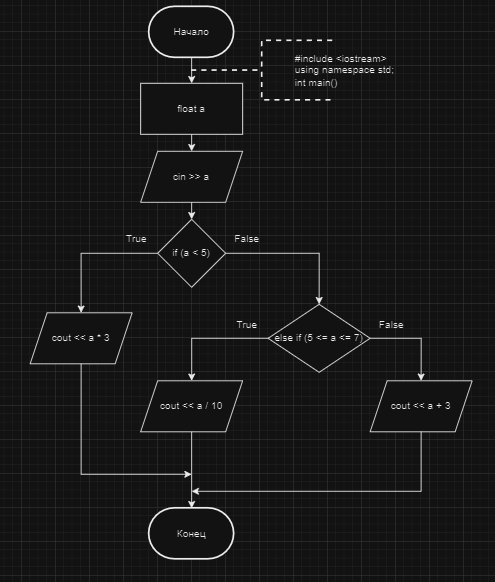 Начало
#include <iostream>
using namespace std;
int main()
float a
cin >> a
True
False
if (a < 5)
True
False
cout << a * 3
else if (5 <= a <= 7)
cout << a / 10
cout << a + 3
Конец